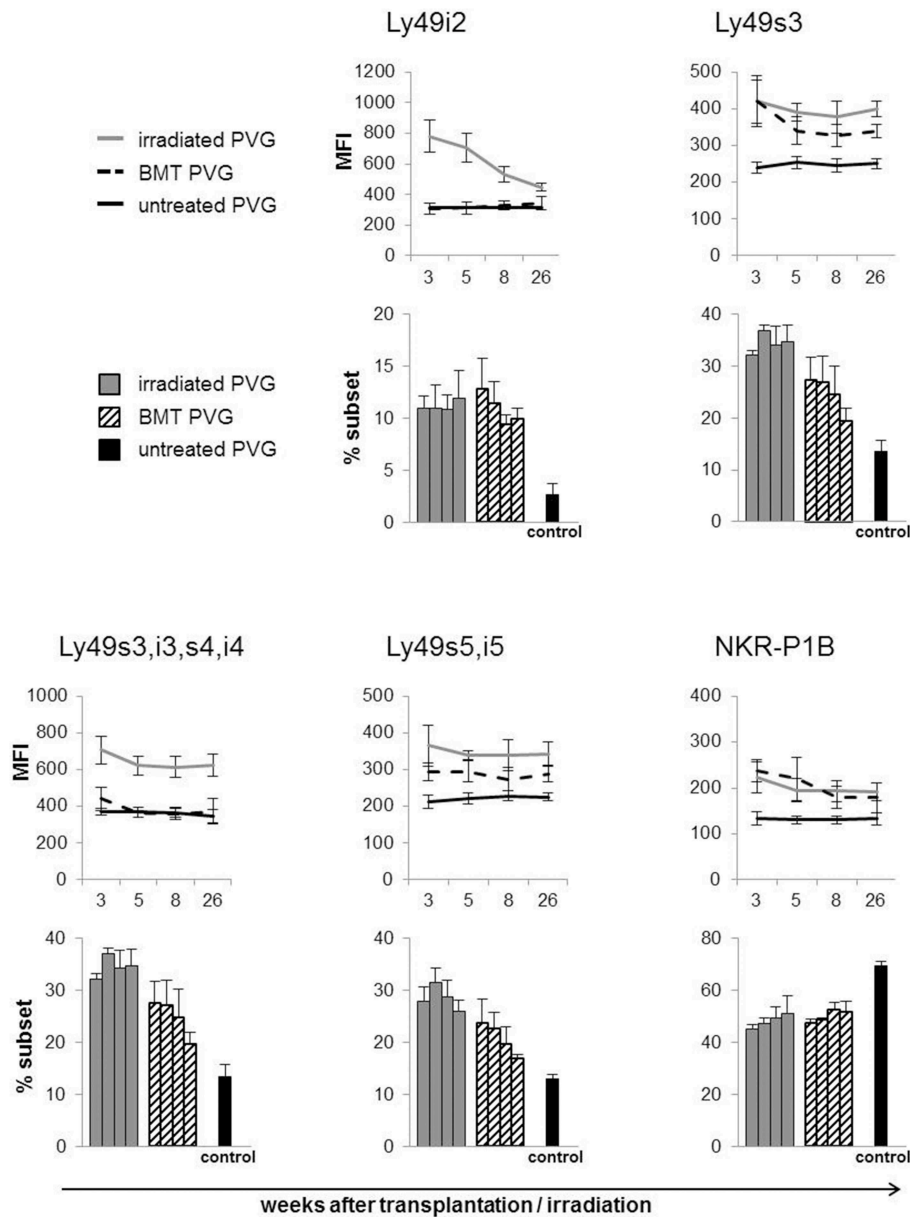 Ly49i2
Ly49s3
irradiated PVG
BMT PVG
untreated PVG
MFI
1200
1000
800
600
400
200
0
3 5 8 26
500
400
300
200
100
0
3 5 8 26
irradiated PVG
BMT PVG
untreated PVG
% subset
20
15
10
5
0
control
40
30
20
10
0
control
Ly49s3,i3,s4,i4
Ly49s5,i5
NKR-P1B
MFI
1000
800
600
400
200
0
3 5 8 26
500
400
300
200
100
0
3 5 8 26
400
300
200
100
0
3 5 8 26
% subset
40
30
20
10
0
control
40
30
20
10
0
control
80
60
40
20
0
control
weeks after transplantation / irradiation